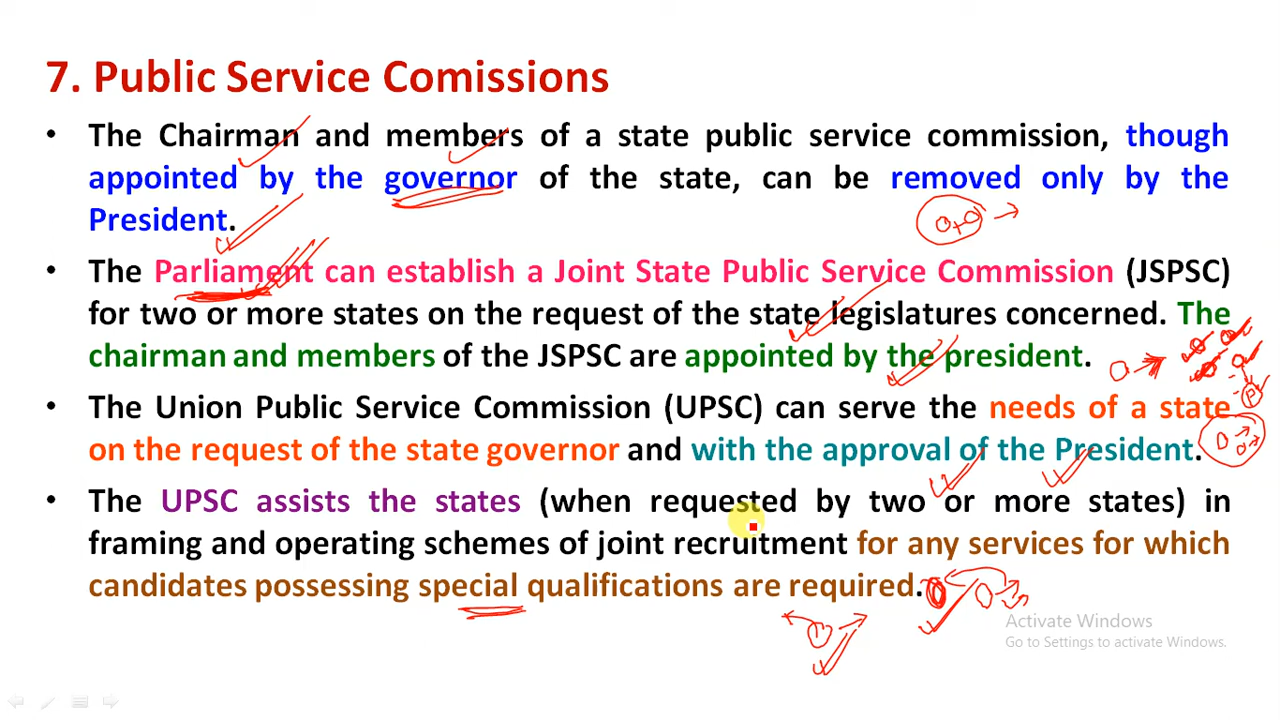 7. Public Service Comissions
• The Chairman and members of a state public service commission, though
appointed by the governor of the state, can be removed only by the
President.
• The Parliament can establish a Joint State Public Service Commission (JSPSC)
for two or more states on the request of the state legislatures concerned. The
chairman and members of the JSPSC are appointed by the president.
• The Union Public Service Commission (UPSC) can serve the needs of a state
on the request of the state governor and with the approval of the President.
• The UPSC assists the states (when requested by two or more states) in
framing and operating schemes of joint recruitment for any services for which
candidates possessing special qualifications are required.
Activate Windows
Go to Settings to activate Windows.